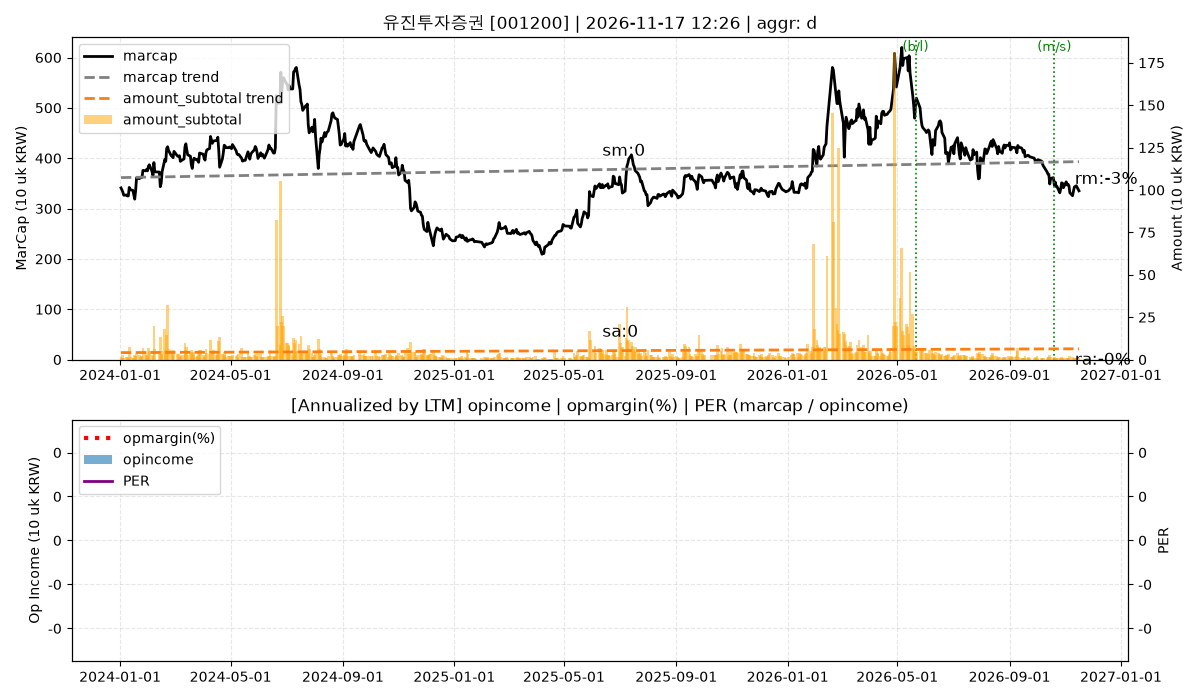 유진투자증권 [001200] | 2026-11-17 12:26 | aggr: d
marcap
marcap trend
amount_subtotal trend
amount_subtotal
(b/l)
(m/s)
sm:0
rm:-3%
sa:0
ra:-0%
MarCap (10 uk KRW)
600
500
400
300
200
100
0
Amount (10 uk KRW)
175
150
125
100
75
50
25
0
2024-01-01 2024-05-01 2024-09-01 2025-01-01 2025-05-01 2025-09-01 2026-01-01 2026-05-01 2026-09-01 2027-01-01
[Annualized by LTM] opincome | opmargin(%) | PER (marcap / opincome)
opmargin(%)
opincome
PER
Op Income (10 uk KRW)
0
0
0
-0
-0
PER
0
0
0
-0
-0
2024-01-01 2024-05-01 2024-09-01 2025-01-01 2025-05-01 2025-09-01 2026-01-01 2026-05-01 2026-09-01 2027-01-01